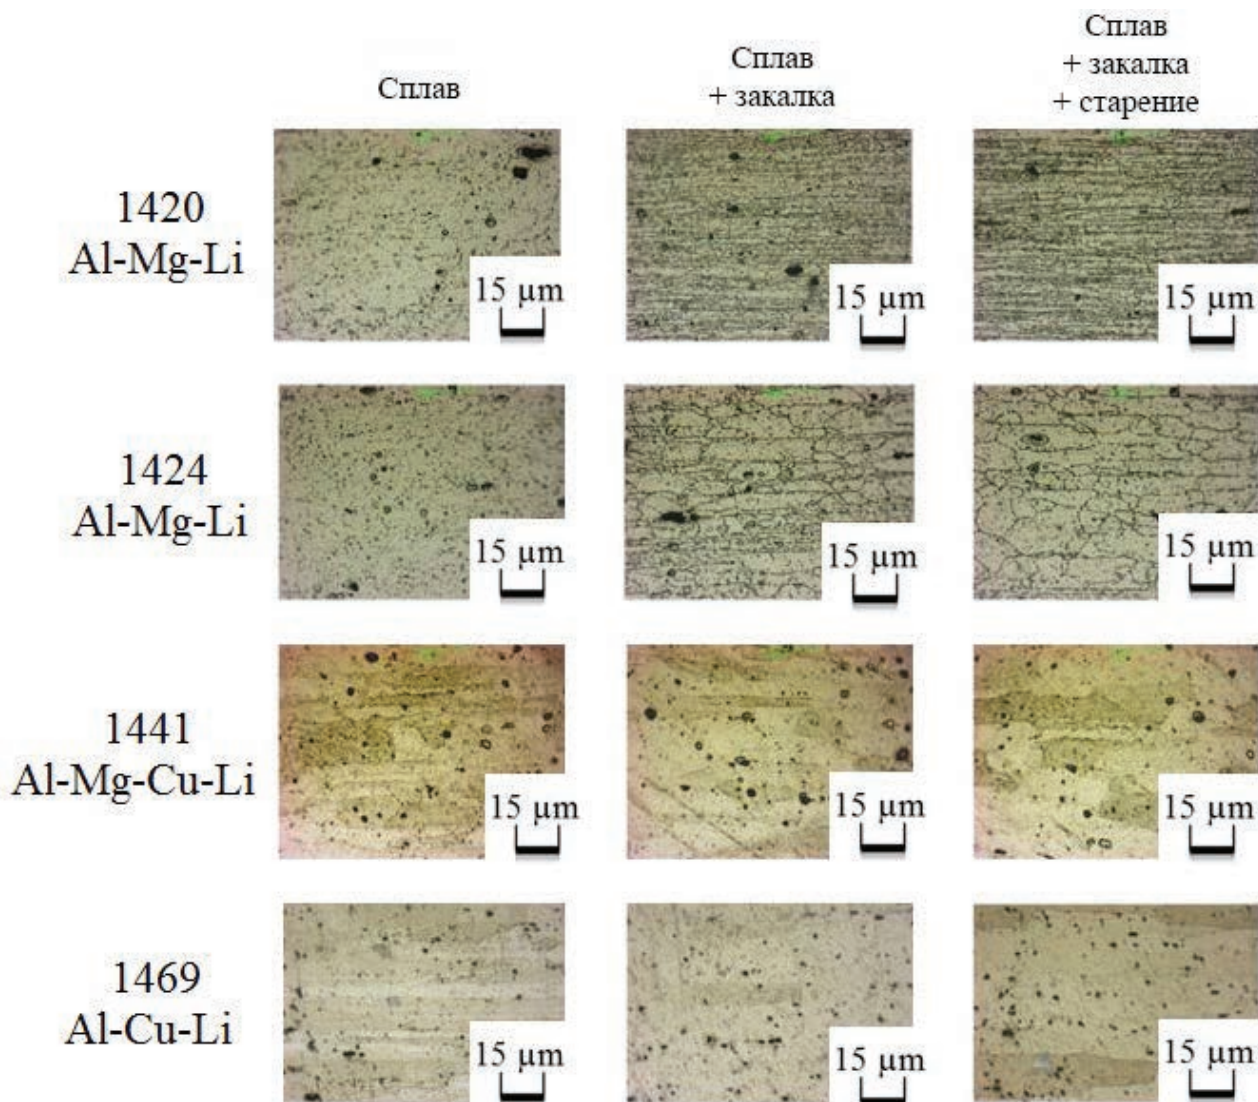 Сплав
Сплав
+ закалка
Сплав
+ закалка
+ старение
1420
Al-Mg-Li
15 µm
15 µm
15 µm
1424
Al-Mg-Li
15 µm
15 µm
15 µm
1441
Al-Mg-Cu-Li
15 µm
15 µm
15 µm
1469
Al-Cu-Li
15 µm
15 µm
15 µm